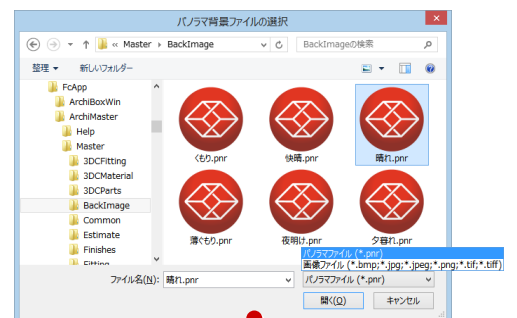 パノラマ背景ファイルの選択
« Master BackImage
BackImageの検索
整理 新しいフォルダー
FcApp
ArchiBoxWin
ArchiMaster
Help
Master
3DCFitting
3DCMaterial
3DCParts
BackImage
Common
Estimate
Finishes
Fitting
くもり.pnr 快晴.pnr 晴れ.pnr
薄ぐもり.pnr 夜明け.pnr 夕暮れ.pnr
パノラマファイル (*.pnr)
画像ファイル (*.bmp;*.jpg;*.jpeg;*.png;*.tif;*.tiff)
ファイル名(N): 晴れ.pnr パノラマファイル (*.pnr)
開く(O) キャンセル